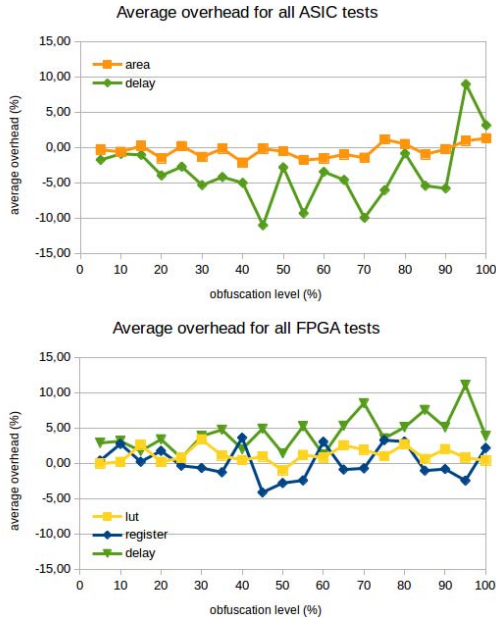 Average overhead for all ASIC tests
15,00
10,00
5,00
0,00
-5,00
-10,00
-15,00
average overhead (%)
area
delay
0 10 20 30 40 50 60 70 80 90 100
obfuscation level (%)
Average overhead for all FPGA tests
15,00
10,00
5,00
0,00
-5,00
-10,00
-15,00
average overhead (%)
lut
register
delay
0 10 20 30 40 50 60 70 80 90 100
obfuscation level (%)